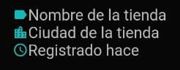 Nombre de la tienda
Ciudad de la tienda
Registrado hace